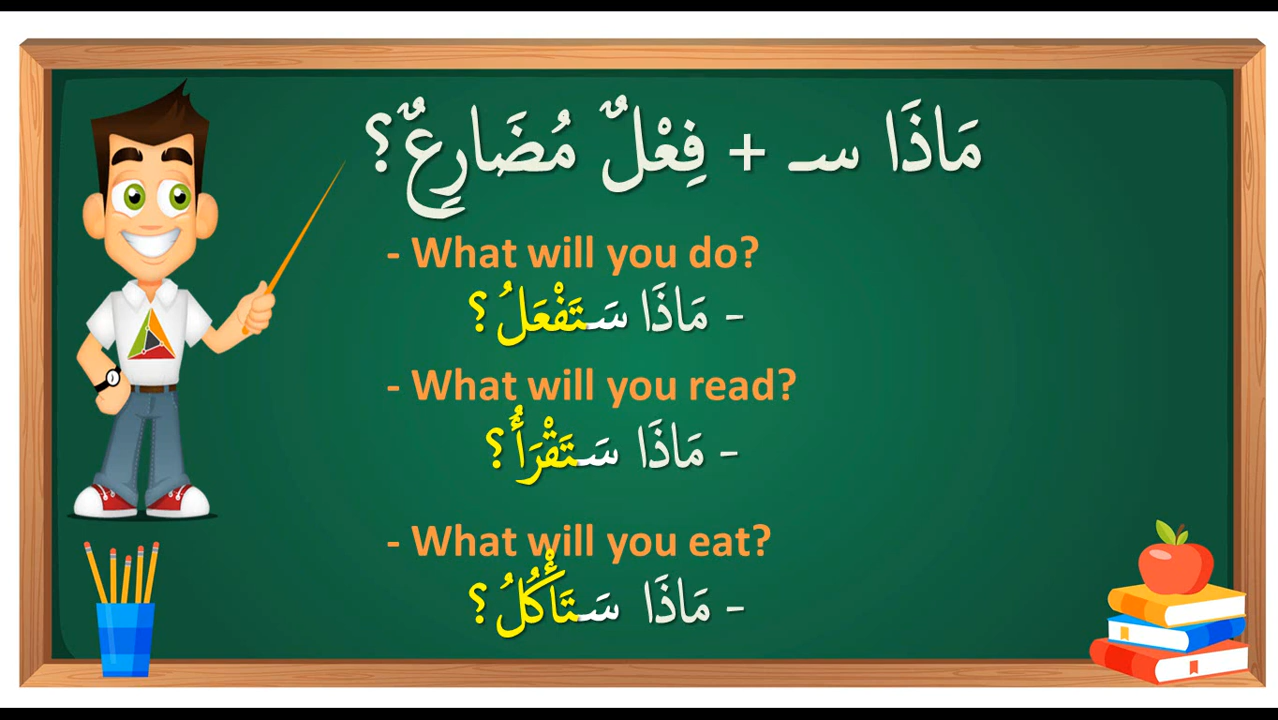 مَاذَا سـ + فِعْلٌ مُضَارِعٌ؟
- What will you do?
- مَاذَا سَتَفْعَلُ؟
- What will you read?
- مَاذَا سَتَقْرَأُ؟
- What will you eat?
- مَاذَا سَتَأْكُلُ؟